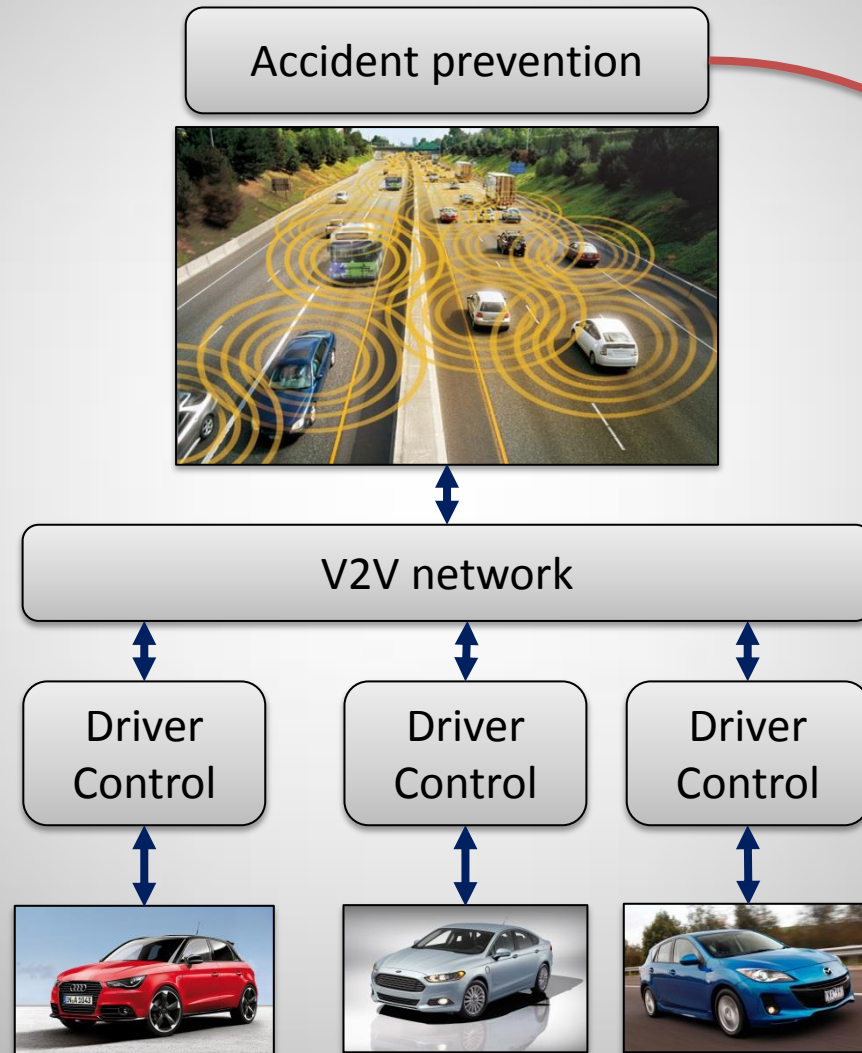 Accident prevention
V2V network
Driver
Control
Driver
Control
Driver
Control